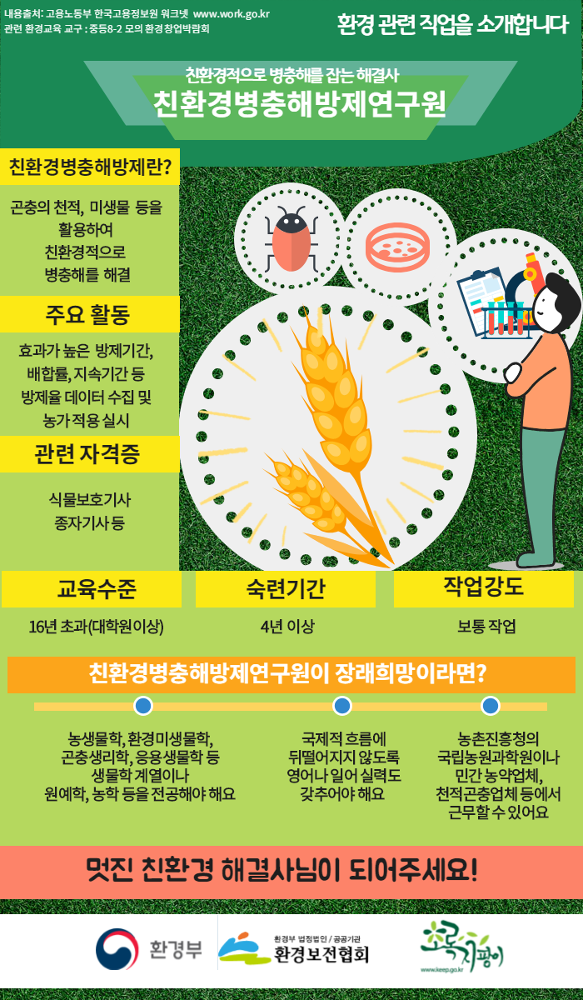 내용출처: 고용노동부 한국고용정보원 워크넷 www.work.go.kr
관련 환경교육 교구 : 중등8-2 모의 환경창업박람회
환경 관련 직업을 소개합니다
친환경적으로 병충해를 잡는 해결사
친환경병충해방제연구원
친환경병충해방제란?
곤충의 천적, 미생물 등을
활용하여
친환경적으로
병충해를 해결
주요 활동
효과가 높은 방제기간,
배합률, 지속기간 등
방제율 데이터 수집 및
농가 적용 실시
관련 자격증
식물보호기사
종자기사 등
교육수준
16년 초과(대학원이상)
숙련기간
4년 이상
작업강도
보통 작업
친환경병충해방제연구원이 장래희망이라면?
농생물학, 환경미생물학,
곤충생리학, 응용생물학 등
생물학 계열이나
원예학, 농학 등을 전공해야 해요
국제적 흐름에
뒤떨어지지 않도록
영어나 일어 실력도
갖추어야 해요
농촌진흥청의
국립농원과학원이나
민간 농약업체,
천적곤충업체 등에서
근무할 수 있어요
멋진 친환경 해결사님이 되어주세요!
환경부
환경부 법정법인 / 공공기관
환경보전협회
초록지팡이
www.keep.go.kr